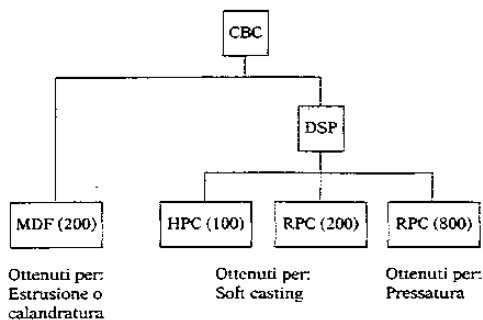 CBC
DSP
MDF (200)
HPC (100)
RPC (200)
RPC (800)
Ottenuti per:
Estrusione o
calandratura
Ottenuti per:
Soft casting
Ottenuti per:
Pressatura